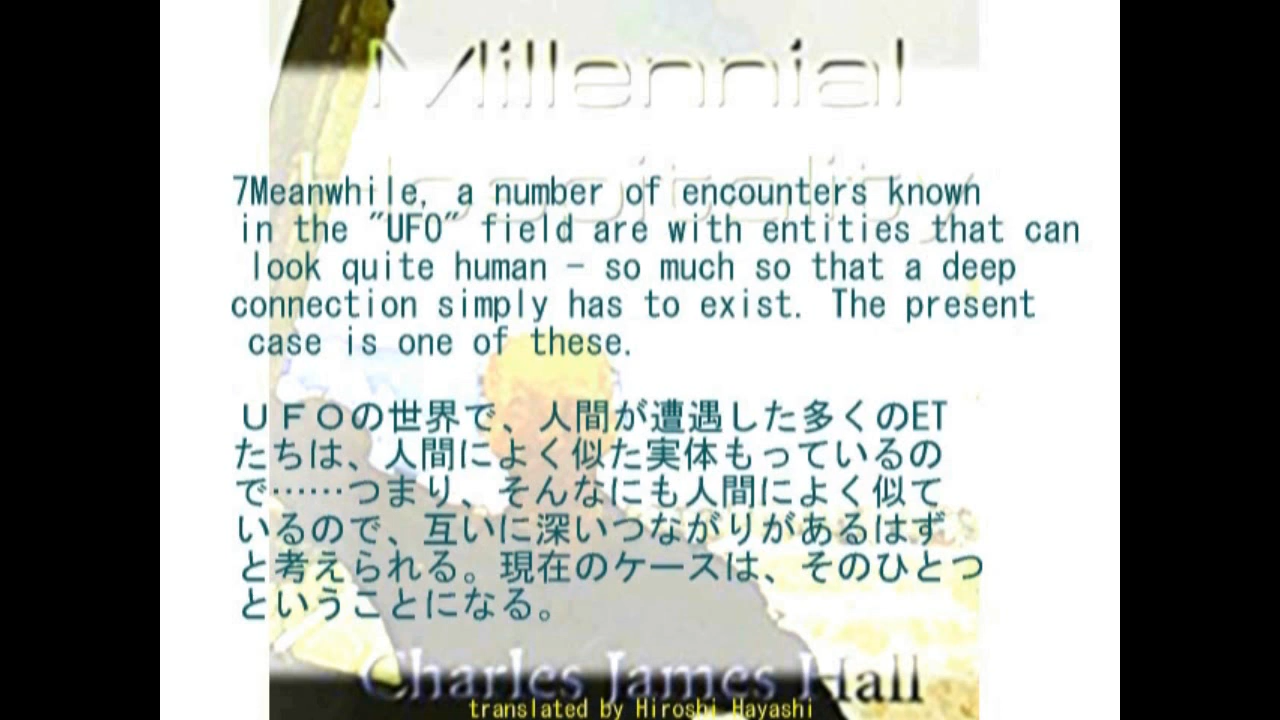 Millennial
Hospitality
7Meanwhile, a number of encounters known
in the "UFO" field are with entities that can
look quite human – so much so that a deep
connection simply has to exist. The present
case is one of these.
ＵＦＯの世界で、人間が遭遇した多くのET
たちは、人間によく似た実体もっているの
で……つまり、そんなにも人間によく似て
いるので、互いに深いつながりがあるはず
と考えられる。現在のケースは、そのひとつ
ということになる。
Charles James Hall
translated by Hiroshi Hayashi